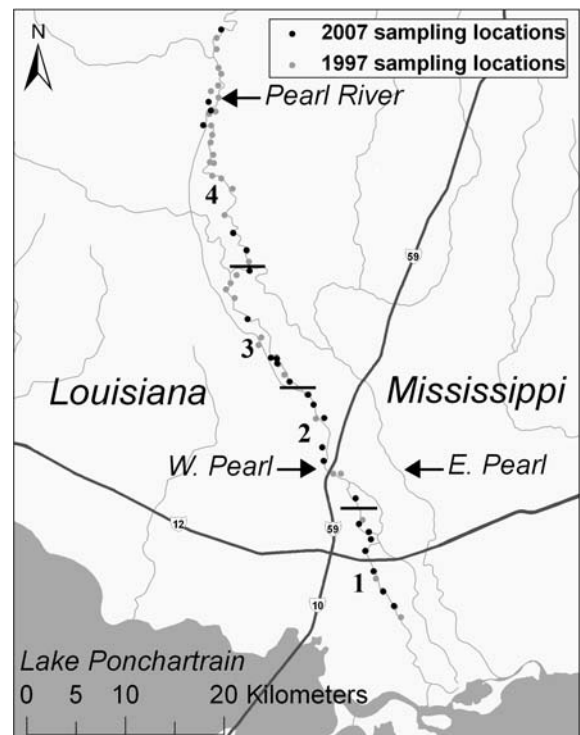 N
2007 sampling locations
1997 sampling locations
Pearl River
4
59
3
Louisiana
Mississippi
2
W. Pearl
E. Pearl
12
59
1
10
Lake Ponchartrain
0 5 10 20 Kilometers